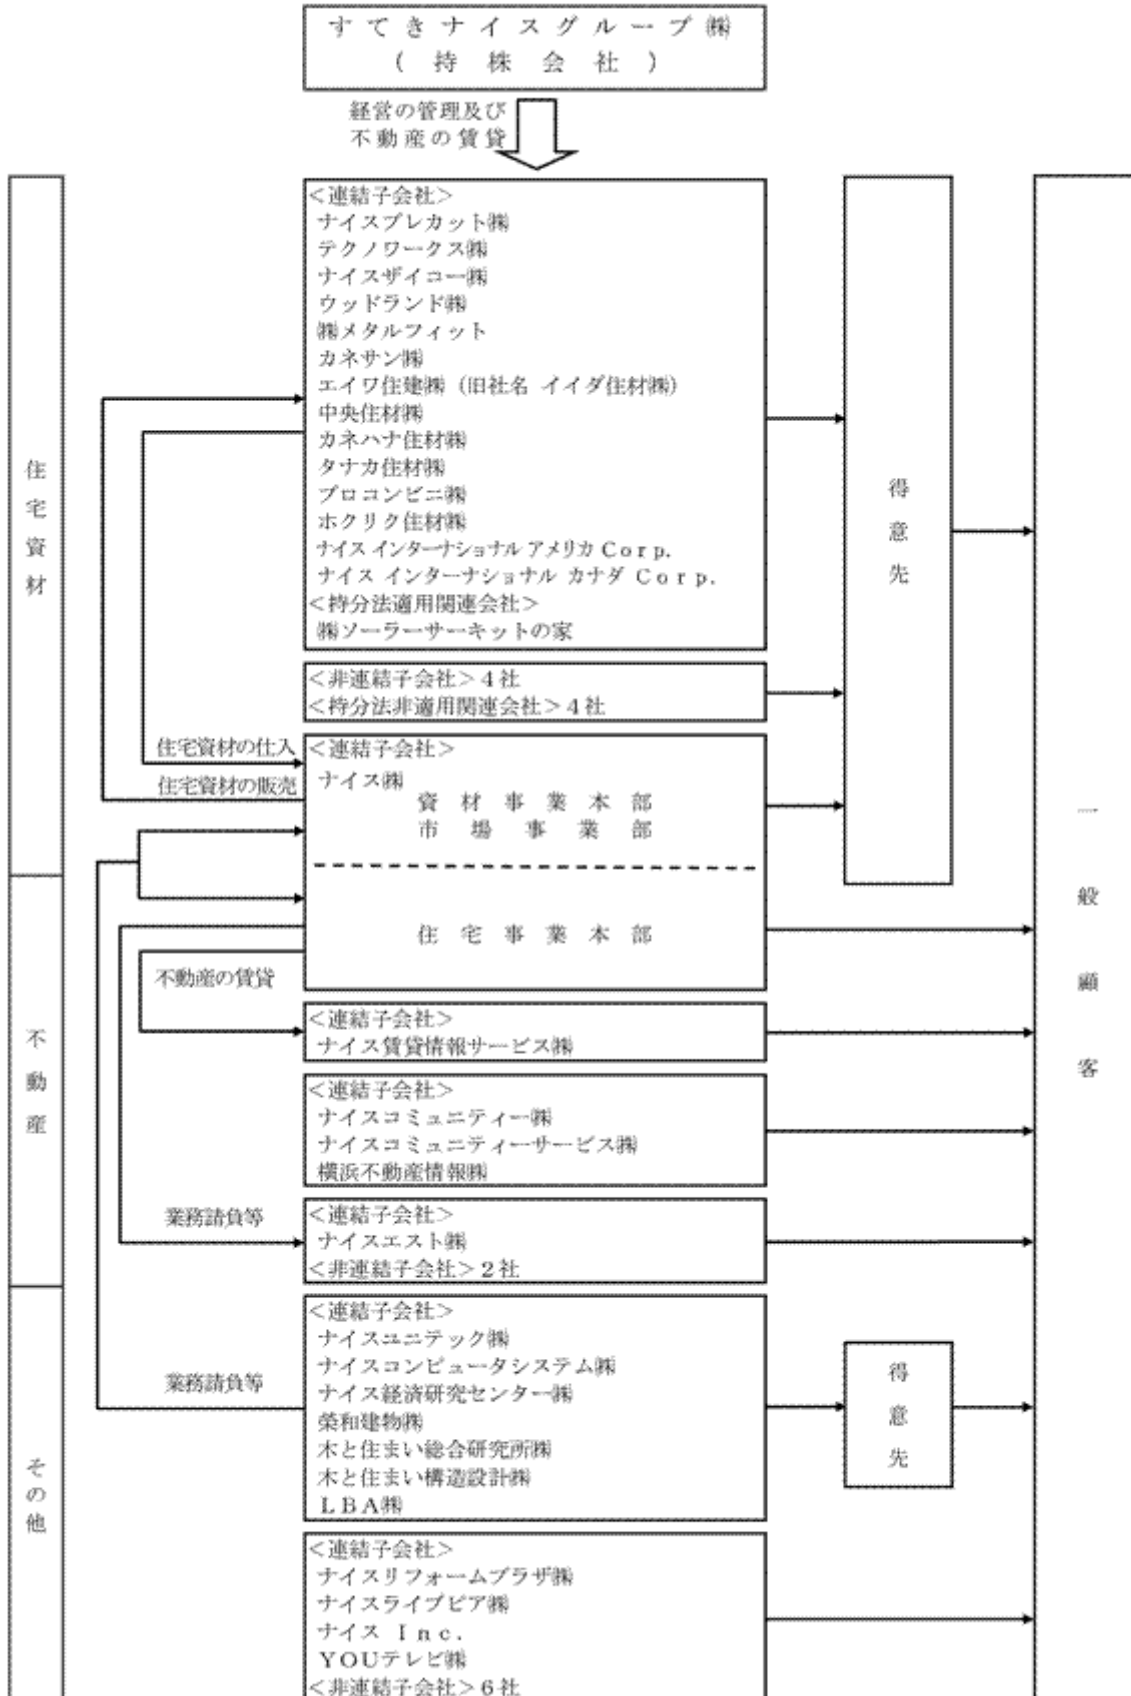 すてきナイスグループ㈱
(持株会社)
経営の管理及び
不動産の賃貸
住宅資材
<連結子会社>
ナイスプレカット㈱
テクノワークス㈱
ナイスザイコー㈱
ウッドランド㈱
㈱メタルフィット
カネサン㈱
エイワ住建㈱ (旧社名 イイダ住材㈱)
中央住材㈱
カネハナ住材㈱
タナカ住材㈱
プロコンビニ㈱
ホクリク住材㈱
ナイス インターナショナル アメリカ Corp.
ナイス インターナショナル カナダ Corp.
<持分法適用関連会社>
㈱ソーラーサーキットの家
<非連結子会社>4社
<持分法非適用関連会社>4社
得意先
一般顧客
住宅資材の仕入
住宅資材の販売
<連結子会社>
ナイス㈱
資材事業本部
市場事業部
住宅事業本部
不動産
不動産の賃貸
<連結子会社>
ナイス賃貸情報サービス㈱
<連結子会社>
ナイスコミュニティー㈱
ナイスコミュニティーサービス㈱
横浜不動産情報㈱
業務請負等
<連結子会社>
ナイスエスト㈱
<非連結子会社>2社
その他
業務請負等
<連結子会社>
ナイスユニテック㈱
ナイスコンピュータシステム㈱
ナイス経済研究センター㈱
榮和建物㈱
木と住まい総合研究所㈱
木と住まい構造設計㈱
LBA㈱
得意先
<連結子会社>
ナイスリフォームプラザ㈱
ナイスライブピア㈱
ナイス Inc.
YOUテレビ㈱
<非連結子会社>6社